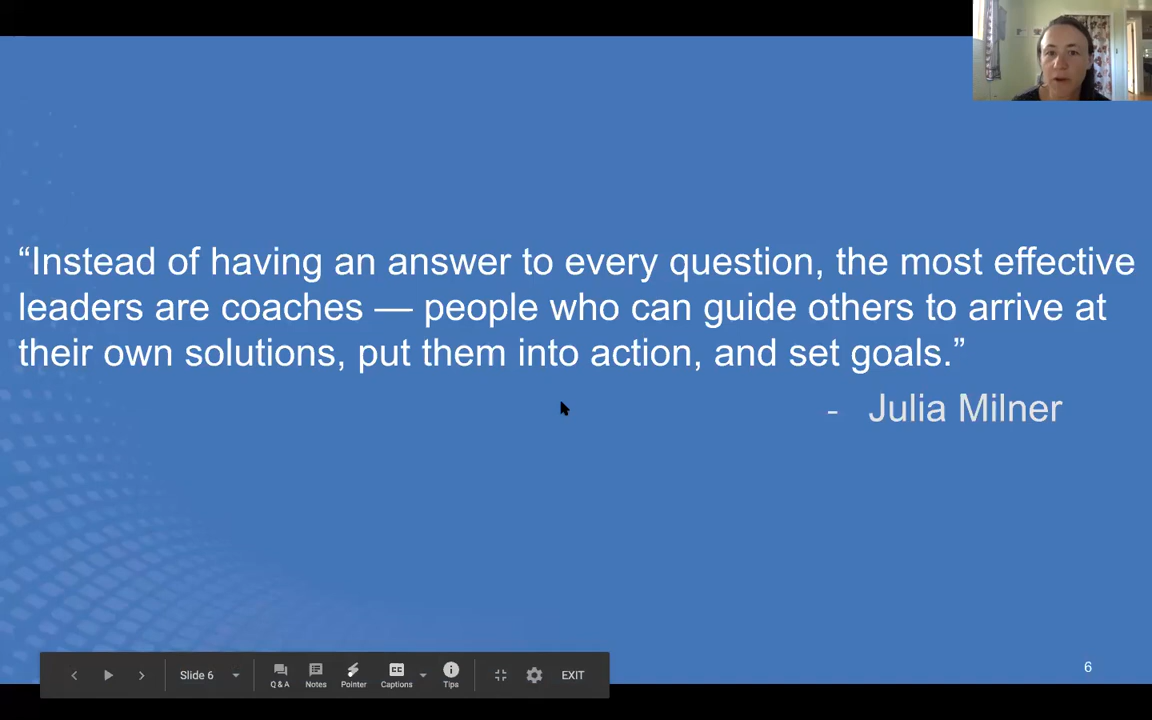 “Instead of having an answer to every question, the most effective
leaders are coaches — people who can guide others to arrive at
their own solutions, put them into action, and set goals.”
- Julia Milner
Slide 6
Q & A
Notes
Pointer
Captions
Tips
EXIT
6